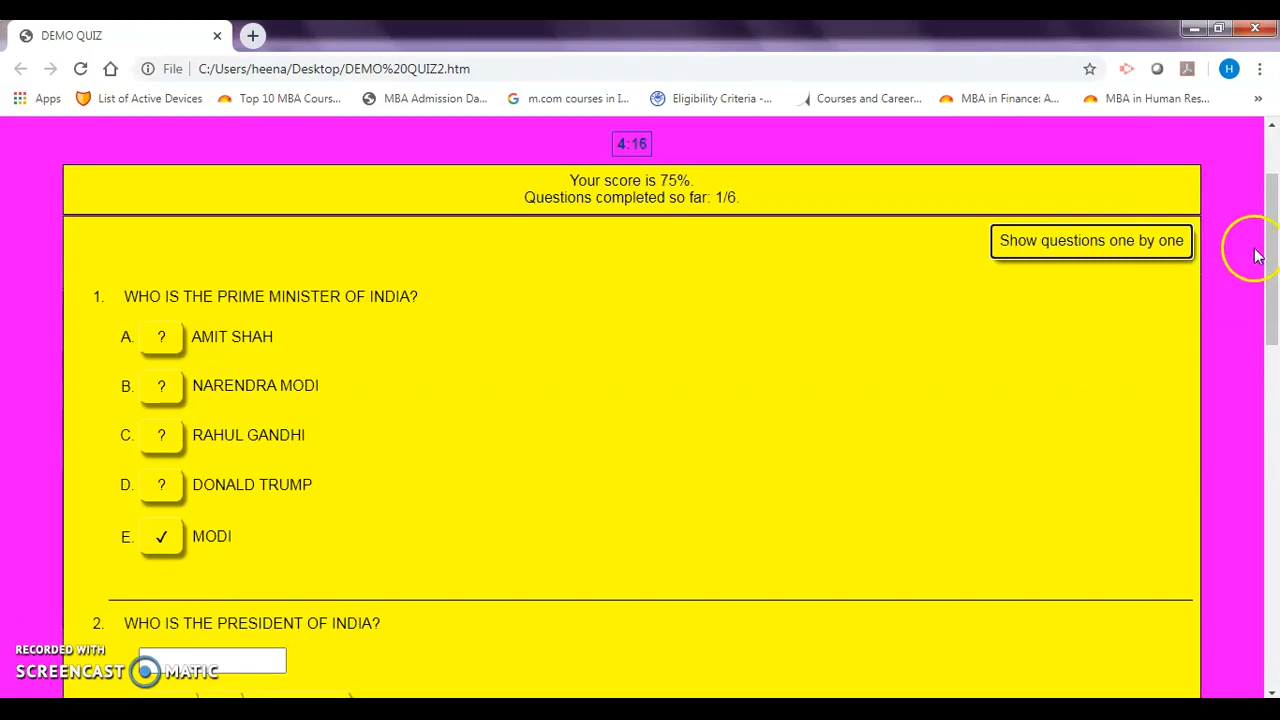 DEMO QUIZ
File
C:/Users/heena/Desktop/DEMO%20QUIZ2.htm
H
Apps
List of Active Devices
Top 10 MBA Cours...
MBA Admission Da...
m.com courses in I...
Eligibility Criteria -...
Courses and Career...
MBA in Finance: A...
MBA in Human Res...
4:16
Your score is 75%.
Questions completed so far: 1/6.
Show questions one by one
1. WHO IS THE PRIME MINISTER OF INDIA?
A. ? AMIT SHAH
B. ? NARENDRA MODI
C. ? RAHUL GANDHI
D. ? DONALD TRUMP
E. ✓ MODI
2. WHO IS THE PRESIDENT OF INDIA?
RECORDED WITH
SCREENCAST MATIC